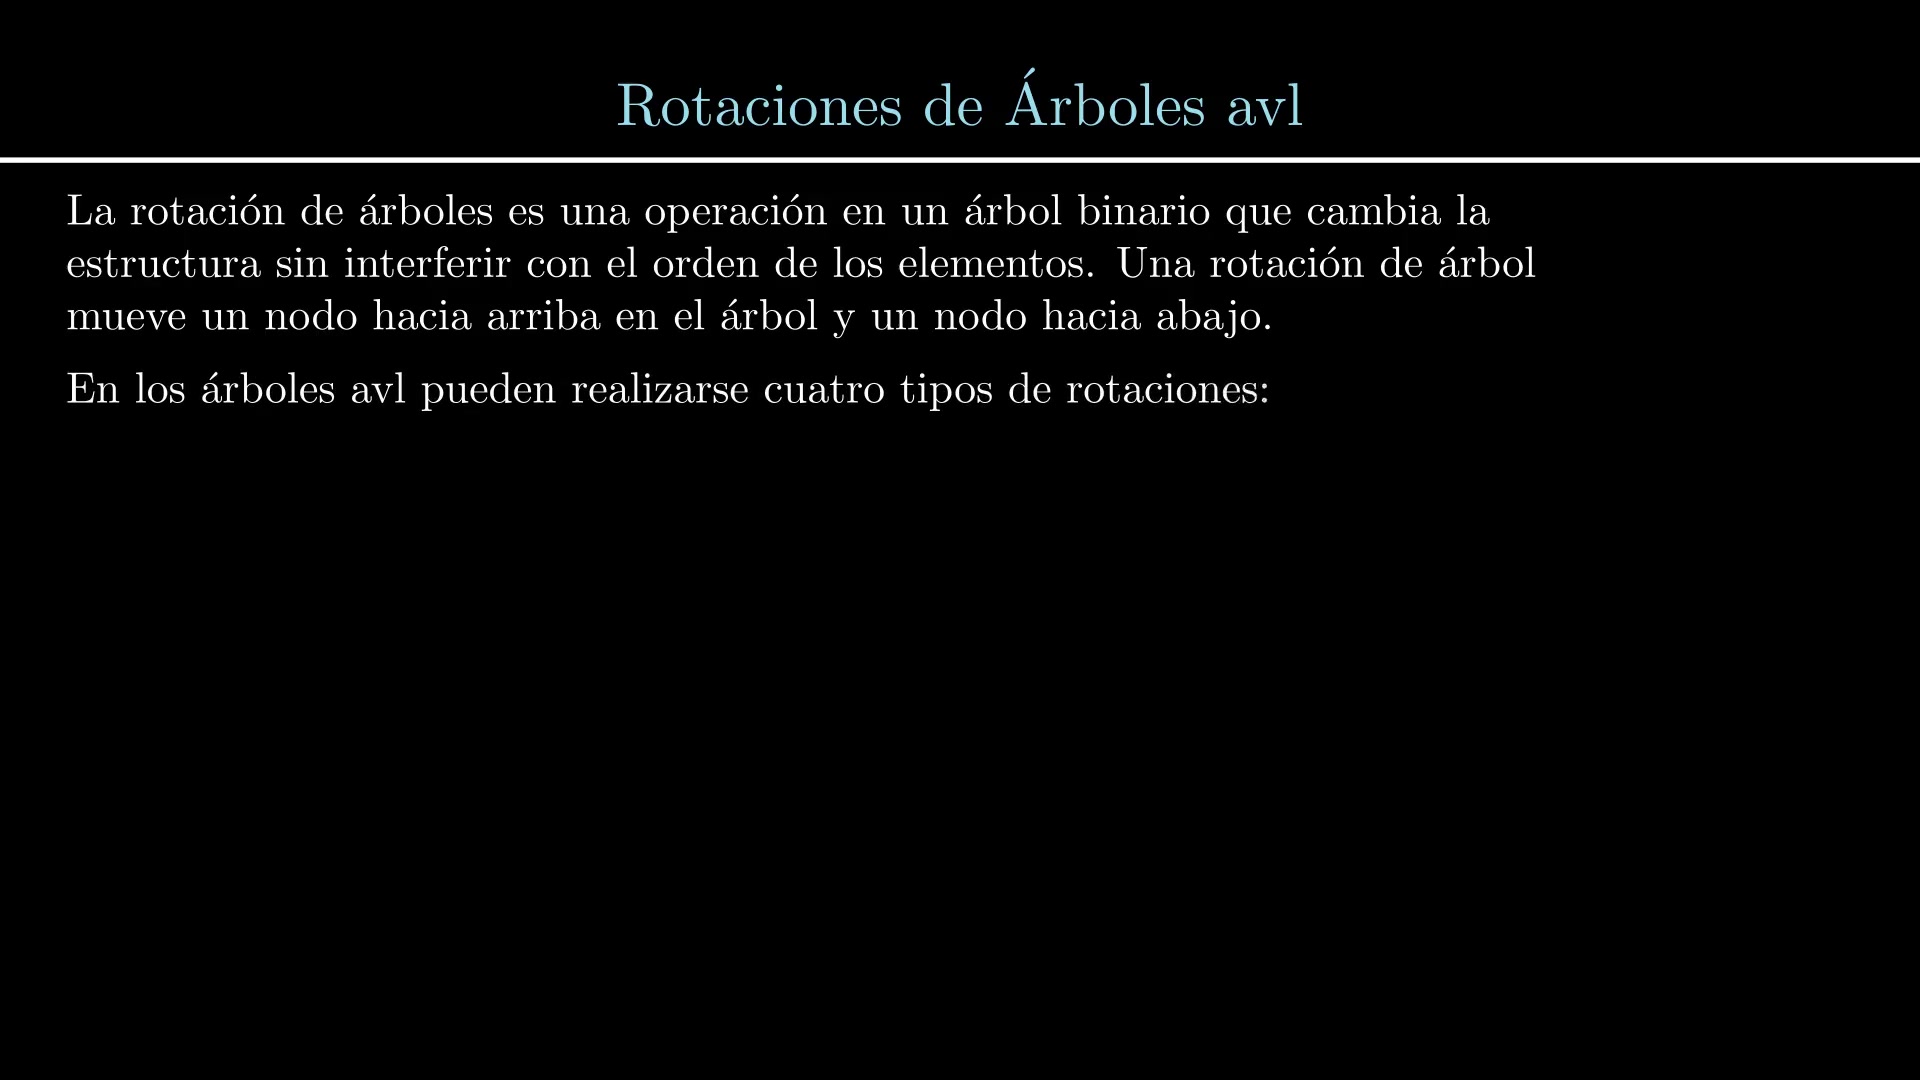 Rotaciones de Árboles avl
La rotación de árboles es una operación en un árbol binario que cambia la
estructura sin interferir con el orden de los elementos. Una rotación de árbol
mueve un nodo hacia arriba en el árbol y un nodo hacia abajo.
En los árboles avl pueden realizarse cuatro tipos de rotaciones: